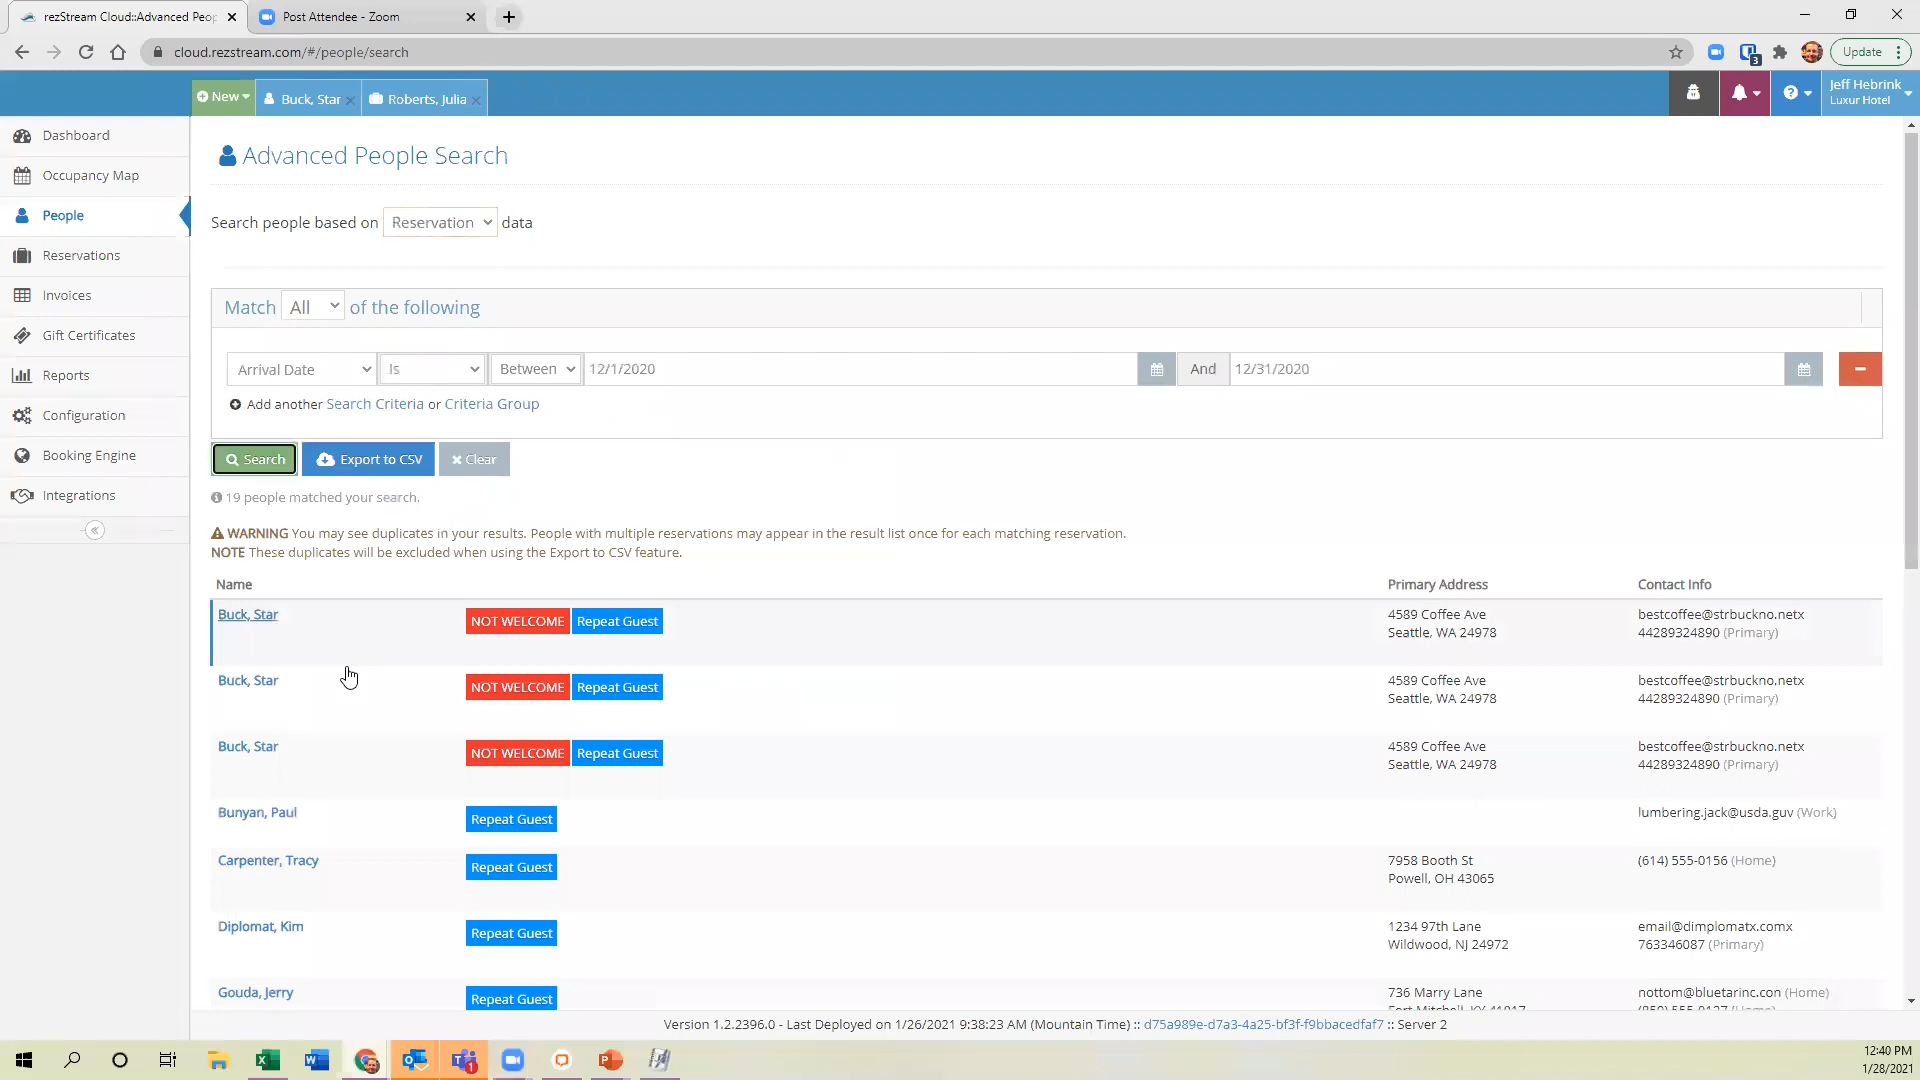 rezStream Cloud::Advanced Peop
Post Attendee - Zoom
cloud.rezstream.com/#/people/search
Update
3
New
Buck, Star
Roberts, Julia
Jeff Hebrink
Luxur Hotel
Dashboard
Occupancy Map
People
Reservations
Invoices
Gift Certificates
Reports
Configuration
Booking Engine
Integrations
Advanced People Search
Search people based on Reservation data
Match All of the following
Arrival Date Is Between 12/1/2020 And 12/31/2020
Add another Search Criteria or Criteria Group
Search Export to CSV Clear
19 people matched your search.
WARNING You may see duplicates in your results. People with multiple reservations may appear in the result list once for each matching reservation.
NOTE These duplicates will be excluded when using the Export to CSV feature.
Name Primary Address Contact Info
Buck, Star NOT WELCOME Repeat Guest 4589 Coffee Ave bestcoffee@strbuckno.netx
Seattle, WA 24978 44289324890 (Primary)
Buck, Star NOT WELCOME Repeat Guest 4589 Coffee Ave bestcoffee@strbuckno.netx
Seattle, WA 24978 44289324890 (Primary)
Buck, Star NOT WELCOME Repeat Guest 4589 Coffee Ave bestcoffee@strbuckno.netx
Seattle, WA 24978 44289324890 (Primary)
Bunyan, Paul Repeat Guest lumbering.jack@usda.guv (Work)
Carpenter, Tracy Repeat Guest 7958 Booth St (614) 555-0156 (Home)
Powell, OH 43065
Diplomat, Kim Repeat Guest 1234 97th Lane email@dimplomatx.comx
Wildwood, NJ 24972 763346087 (Primary)
Gouda, Jerry Repeat Guest 736 Marry Lane nottom@bluetarinc.con (Home)
Fort Mitchell, KY 41017 (859) 555-0127 (Home)
Version 1.2.2396.0 - Last Deployed on 1/26/2021 9:38:23 AM (Mountain Time) :: d75a989e-d7a3-4a25-bf3f-f9bbacedfaf7 :: Server 2
1
12:40 PM
1/28/2021